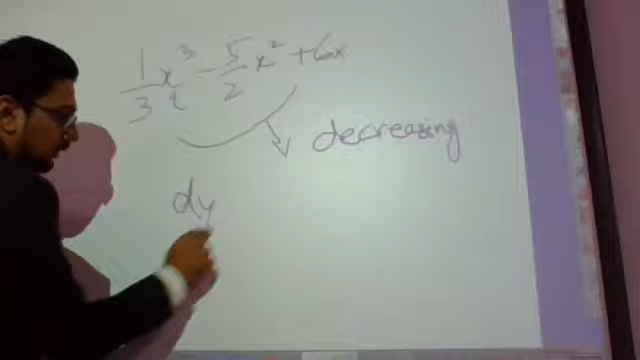 1/3 x³ - 5/2 x² + 6x
decreasing
dy